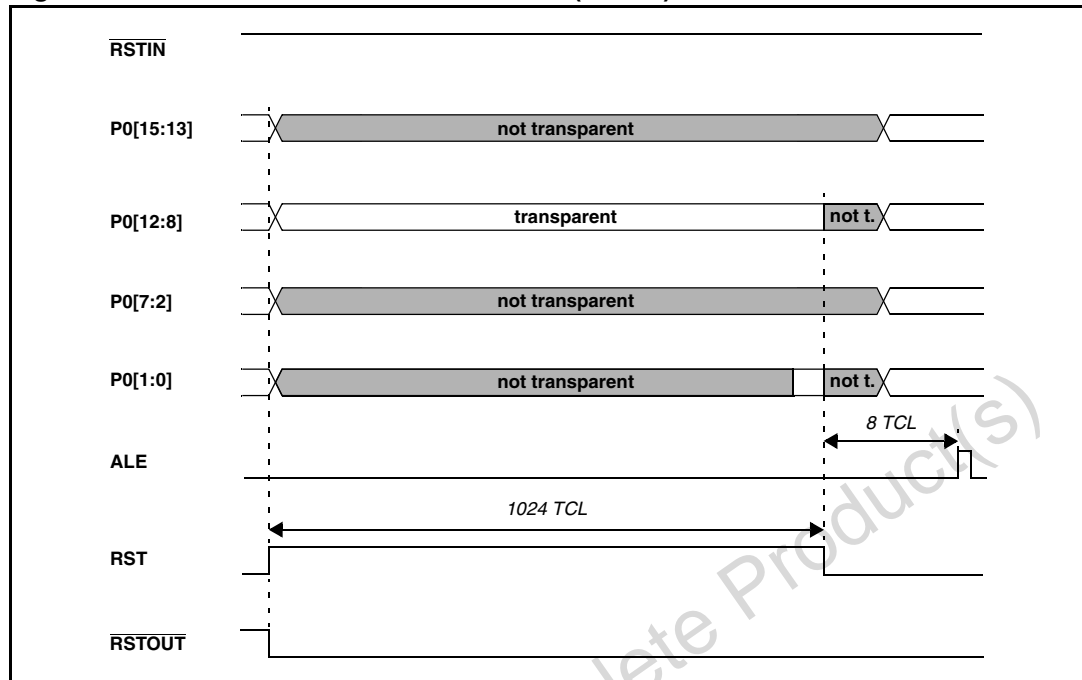 RSTIN
P0[15:13] not transparent
P0[12:8] transparent not t.
P0[7:2] not transparent
P0[1:0] not transparent not t.
8 TCL
ALE
1024 TCL
RST
RSTOUT